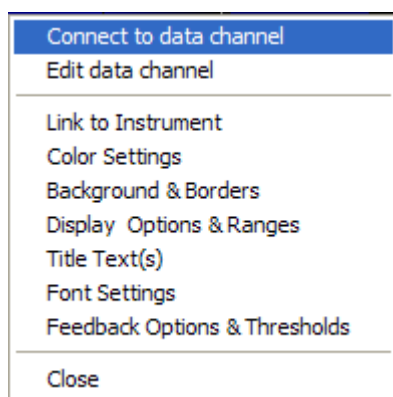 Connect to data channel
Edit data channel
Link to Instrument
Color Settings
Background & Borders
Display  Options & Ranges
Title Text(s)
Font Settings
Feedback Options & Thresholds
Close